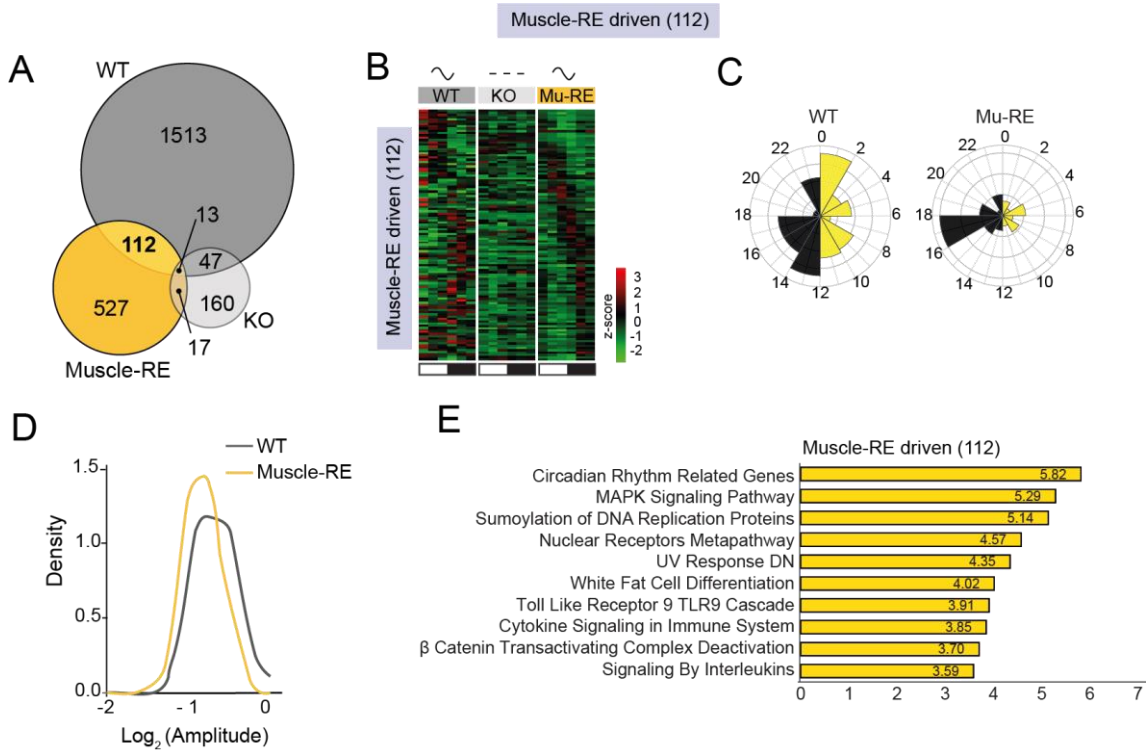 Muscle-RE driven (112)
A
WT
1513
13
112
47
527
160
KO
17
Muscle-RE
B
WT KO Mu-RE
Muscle-RE driven (112)
3
2
1
0
-1
-2
z-score
C
WT
0
2
4
6
8
10
12
14
16
18
20
22
Mu-RE
0
2
4
6
8
10
12
14
16
18
20
22
D
WT
Muscle-RE
1.5
1.0
0.5
0.0
Density
-2 - 1 0
Log2 (Amplitude)
E
Muscle-RE driven (112)
Circadian Rhythm Related Genes 5.82
MAPK Signaling Pathway 5.29
Sumoylation of DNA Replication Proteins 5.14
Nuclear Receptors Metapathway 4.57
UV Response DN 4.35
White Fat Cell Differentiation 4.02
Toll Like Receptor 9 TLR9 Cascade 3.91
Cytokine Signaling in Immune System 3.85
β Catenin Transactivating Complex Deactivation 3.70
Signaling By Interleukins 3.59
0 1 2 3 4 5 6 7